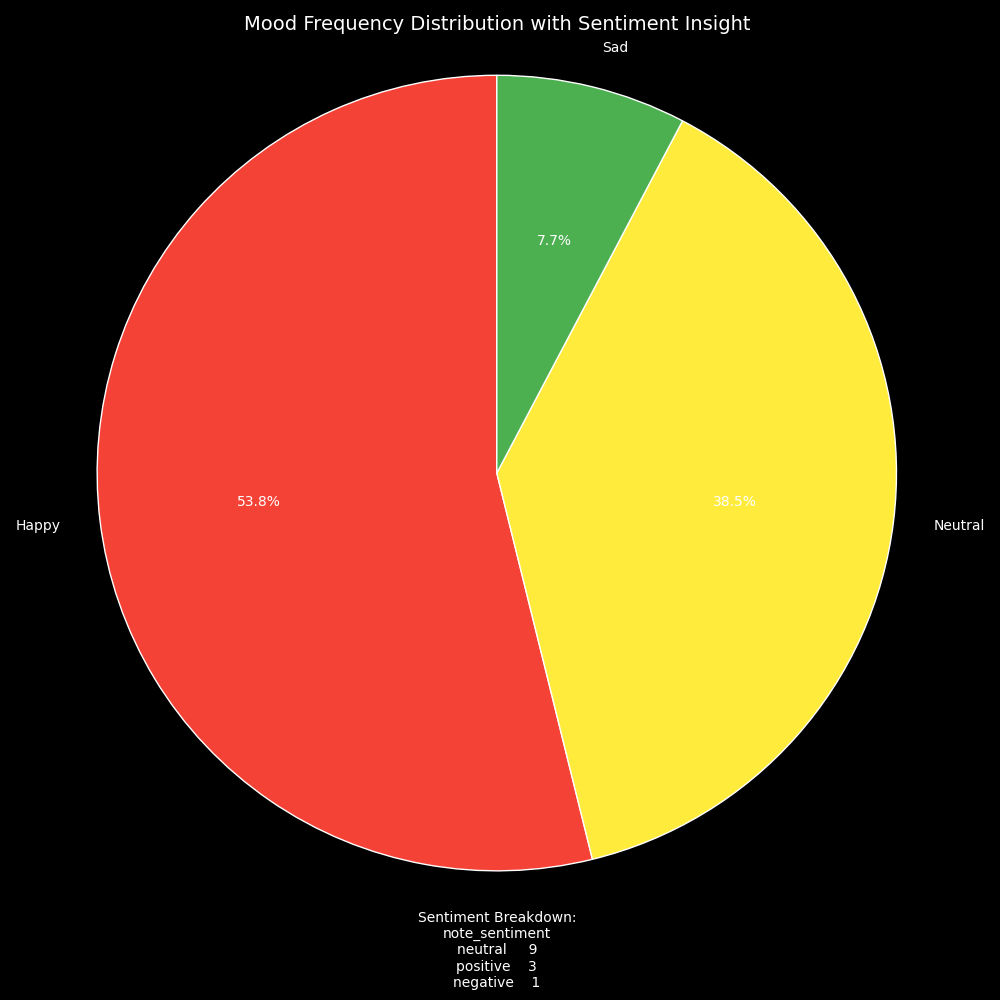 Mood Frequency Distribution with Sentiment Insight
Sad
7.7%
53.8%
38.5%
Happy
Neutral
Sentiment Breakdown:
note_sentiment
neutral 9
positive 3
negative 1